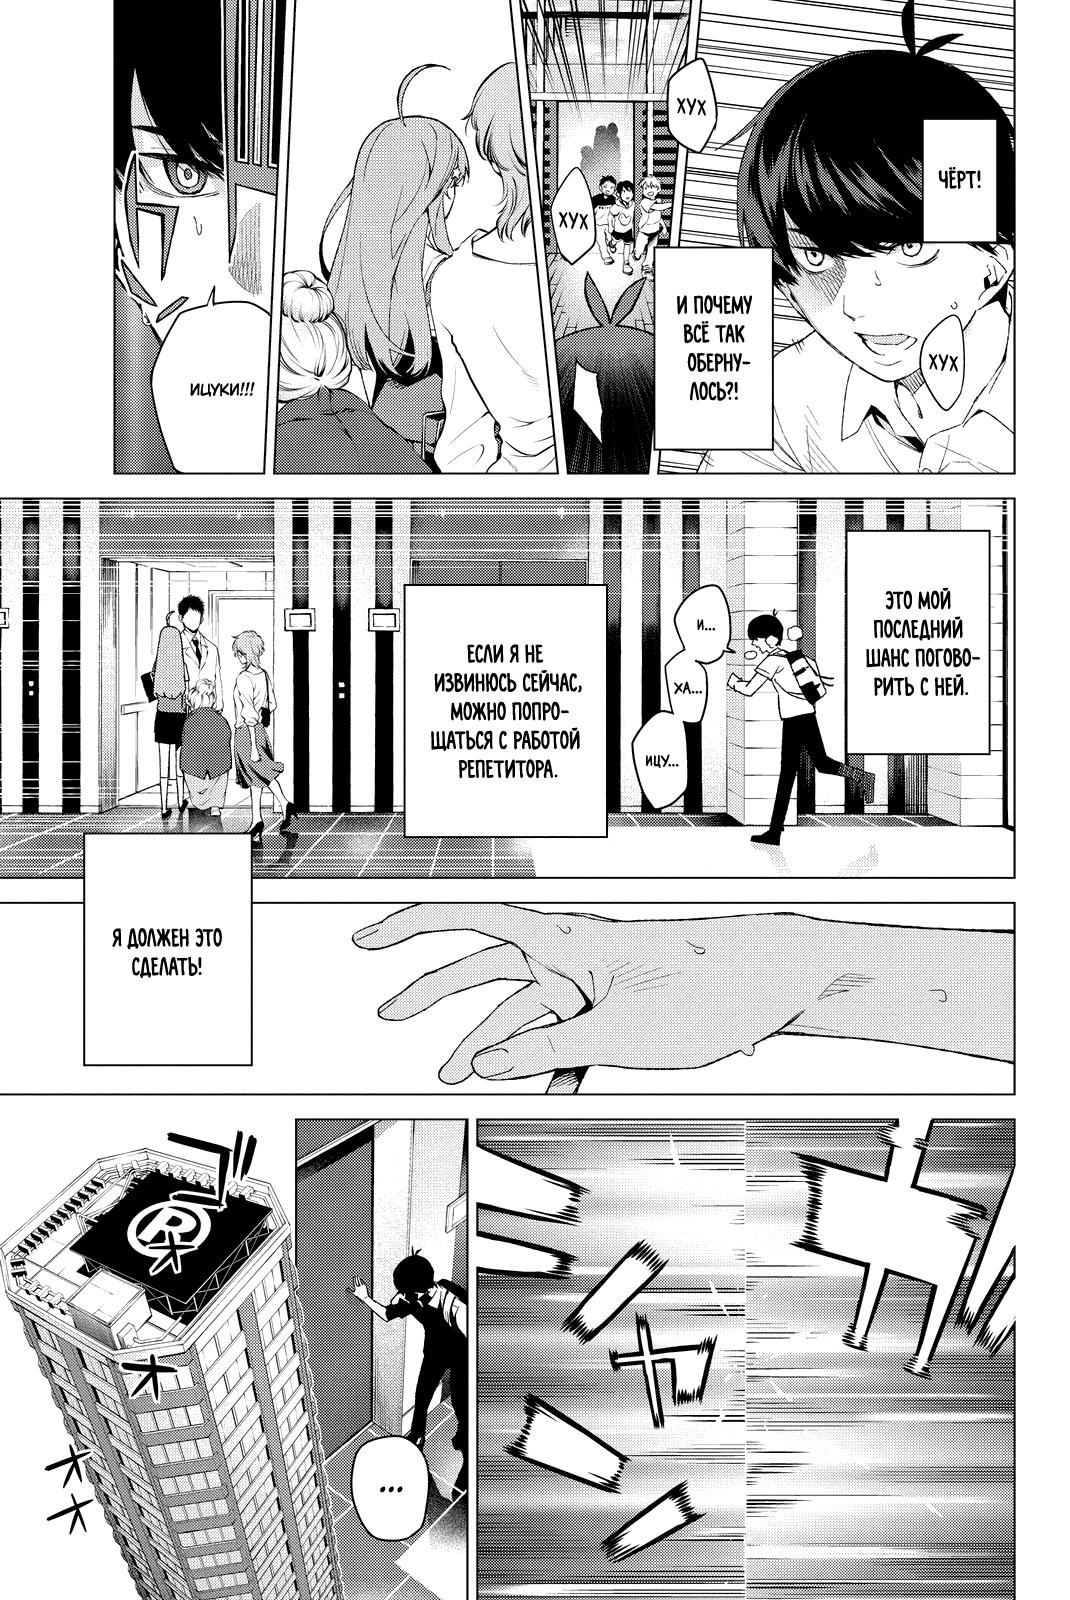 ХУХ
ЧЁРТ!
ХУХ
И ПОЧЕМУ
ВСЁ ТАК
ОБЕРНУ-
ЛОСЬ?!
ХУХ
ИЦУКИ!!!
ЭТО МОЙ
ПОСЛЕДНИЙ
ШАНС ПОГОВО-
РИТЬ С НЕЙ.
И...
ХА...
ИЦУ...
ЕСЛИ Я НЕ
ИЗВИНЮСЬ СЕЙЧАС,
МОЖНО ПОПРО-
ЩАТЬСЯ С РАБОТОЙ
РЕПЕТИТОРА.
Я ДОЛЖЕН ЭТО
СДЕЛАТЬ!
...
R